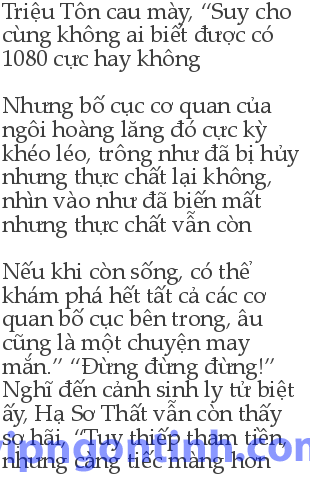 Triệu Tôn cau mày, “Suy cho
cùng không ai biết được có
1080 cực hay không
Nhưng bố cục cơ quan của
ngôi hoàng lăng đó cực kỳ
khéo léo, trông như đã bị hủy
nhưng thực chất lại không,
nhìn vào như đã biến mất
nhưng thực chất vẫn còn
Nếu khi còn sống, có thể
khám phá hết tất cả các cơ
quan bố cục bên trong, âu
cũng là một chuyện may
mắn.” “Đừng đừng đừng!”
Nghĩ đến cảnh sinh ly tử biệt
ấy, Hạ Sơ Thất vẫn còn thấy
sợ hãi, “Tuy thiếp tham tiền,
nhưng càng tiếc màng hơn
vipngontinh.com